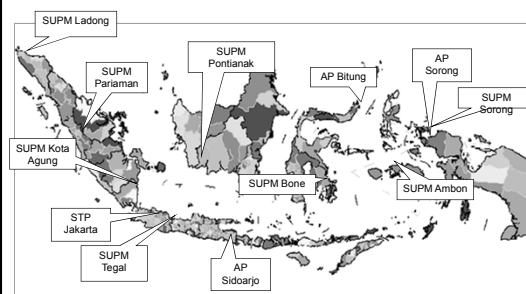 SUPM Ladong
SUPM
Pariaman
SUPM
Pontianak
AP Bitung
AP
Sorong
SUPM
Sorong
SUPM Kota
Agung
SUPM Bone
SUPM Ambon
STP
Jakarta
SUPM
Tegal
AP
Sidoarjo